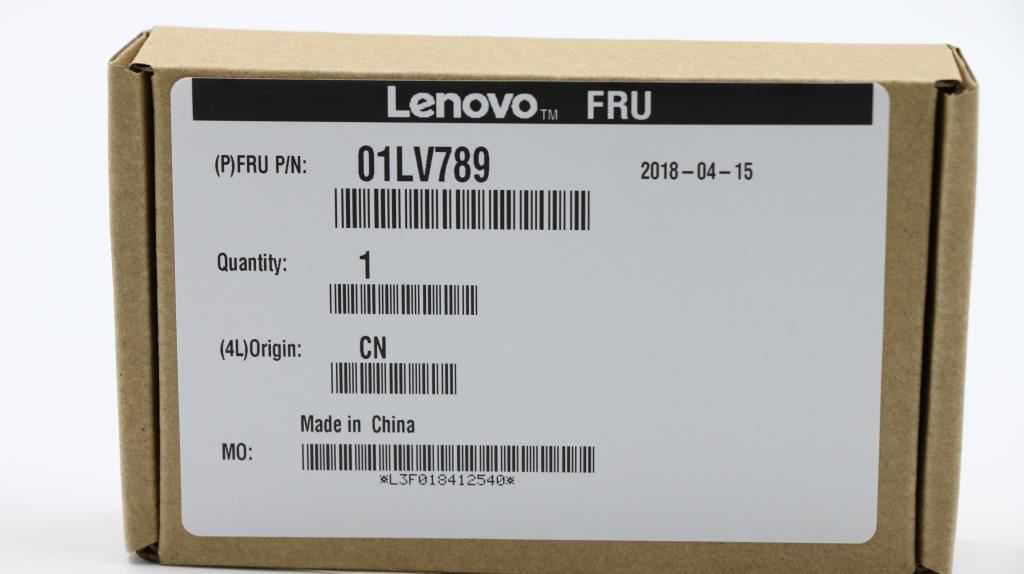 Lenovo™ FRU
(P)FRU P/N: 01LV789 2018-04-15
Quantity: 1
(4L)Origin: CN
Made in China
MO:
*L3F018412540*